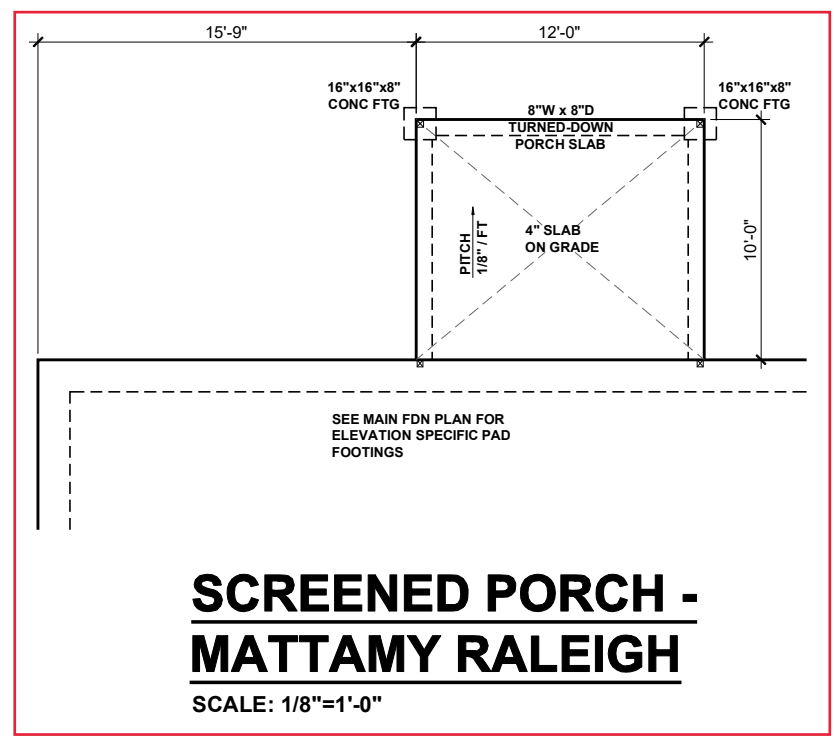 15'-9"
12'-0"
16"x16"x8"
CONC FTG
16"x16"x8"
CONC FTG
8"W x 8"D
TURNED-DOWN
PORCH SLAB
PITCH
1/8" / FT
4" SLAB
ON GRADE
10'-0"
SEE MAIN FDN PLAN FOR
ELEVATION SPECIFIC PAD
FOOTINGS
SCREENED PORCH -
MATTAMY RALEIGH
SCALE: 1/8"=1'-0"